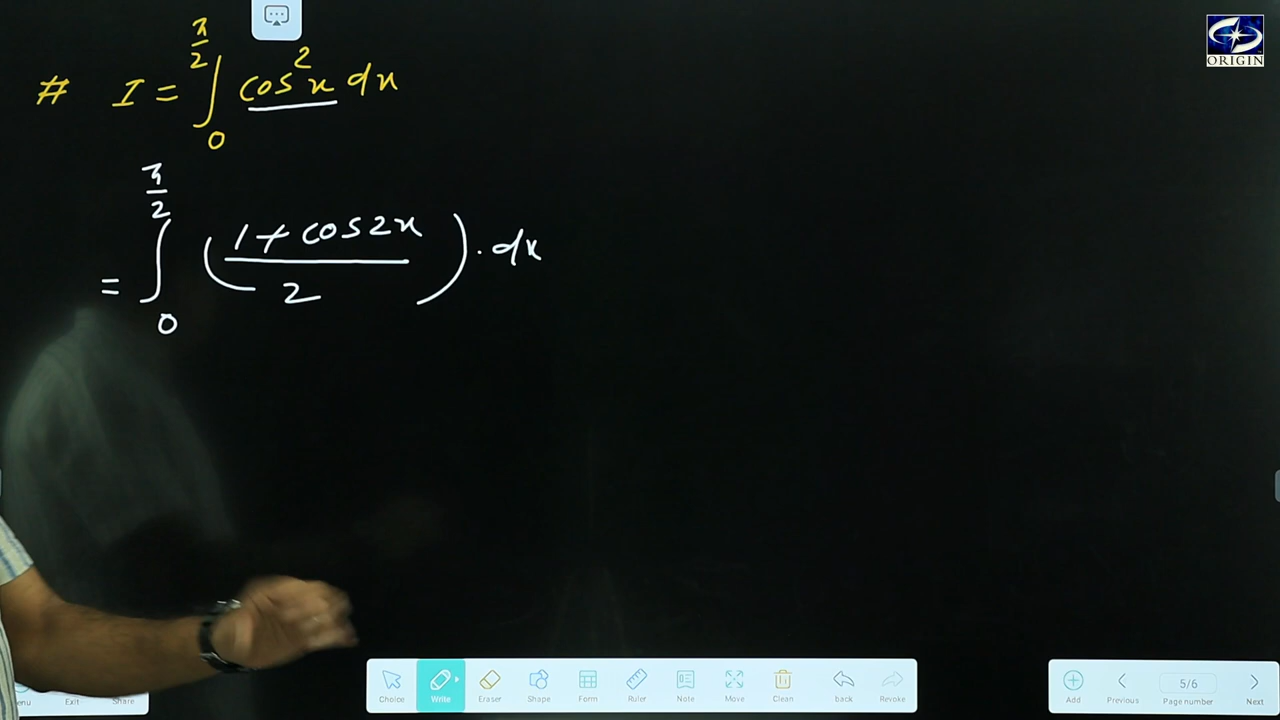 # I = ∫₀^(π/2) cos²x dx
= ∫₀^(π/2) ((1 + cos2x)/2) . dx
ORIGIN
Exit
Share
Choice
Write
Eraser
Shape
Form
Ruler
Note
Move
Clean
back
Revoke
Add
Previous
5/6
Page number
Next